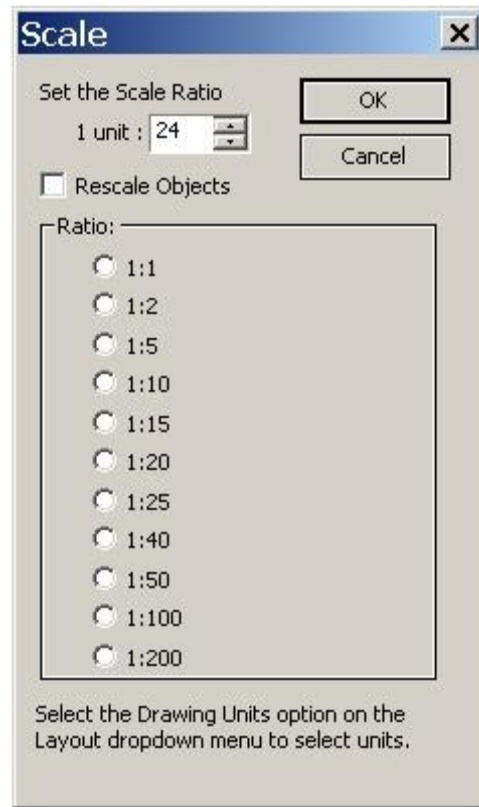 Scale
Set the Scale Ratio
OK
1 unit : 24
Cancel
Rescale Objects
Ratio:
1:1
1:2
1:5
1:10
1:15
1:20
1:25
1:40
1:50
1:100
1:200
Select the Drawing Units option on the
Layout dropdown menu to select units.